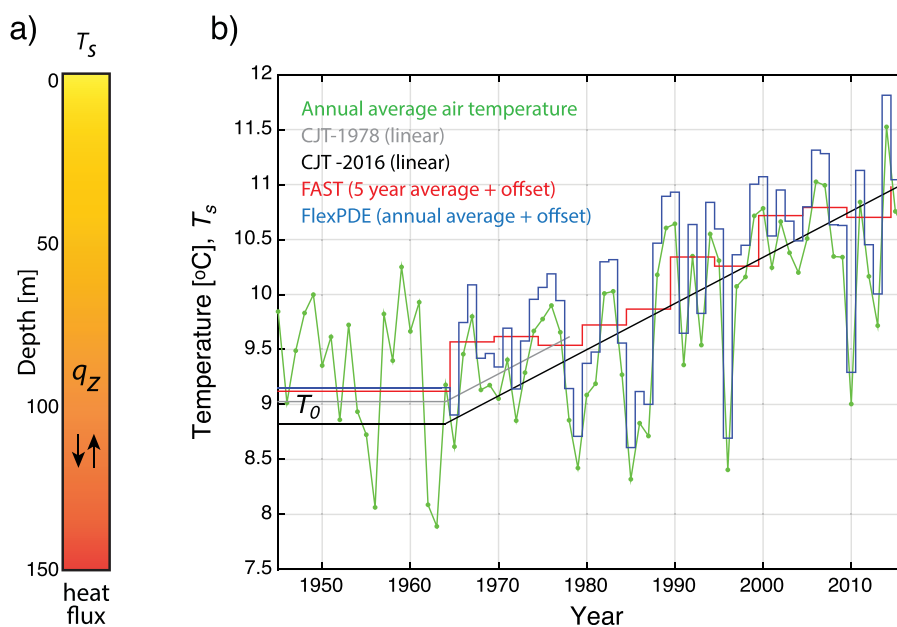 a)
T_s
Depth [m]
0
50
100
150
q_z
heat
flux
b)
Temperature [°C], T_s
12
11.5
11
10.5
10
9.5
9
8.5
8
7.5
Annual average air temperature
CJT-1978 (linear)
CJT -2016 (linear)
FAST (5 year average + offset)
FlexPDE (annual average + offset)
T_0
1950 1960 1970 1980 1990 2000 2010
Year